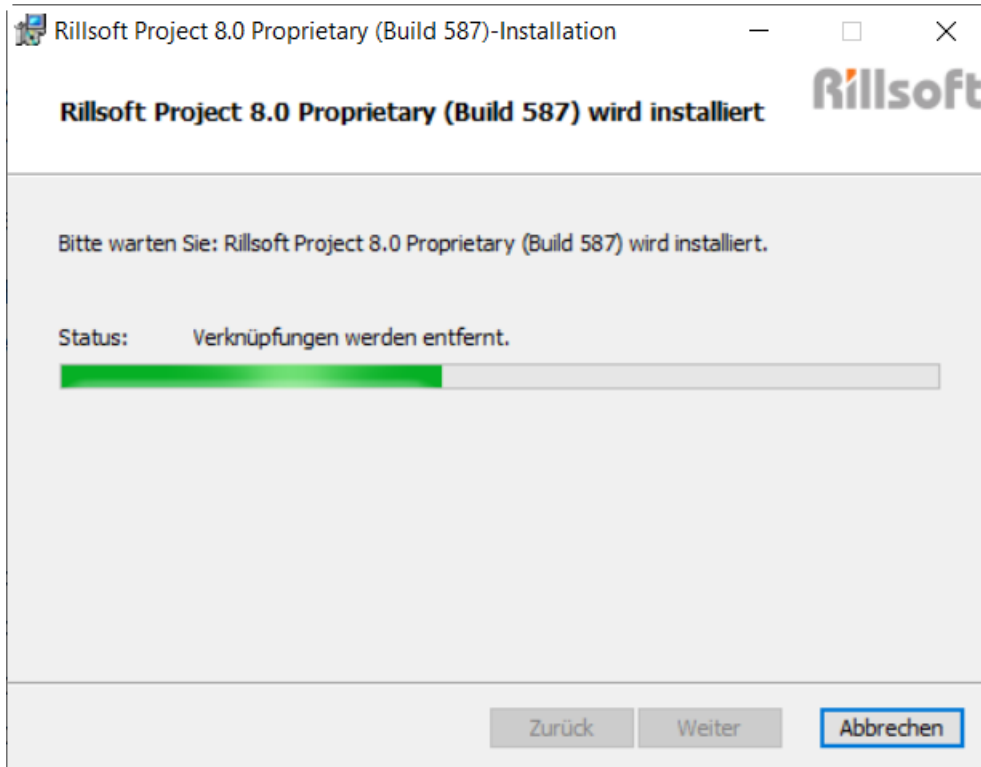 Rillsoft Project 8.0 Proprietary (Build 587)-Installation
Rillsoft
Rillsoft Project 8.0 Proprietary (Build 587) wird installiert
Bitte warten Sie: Rillsoft Project 8.0 Proprietary (Build 587) wird installiert.
Status: Verknüpfungen werden entfernt.
Zurück Weiter Abbrechen